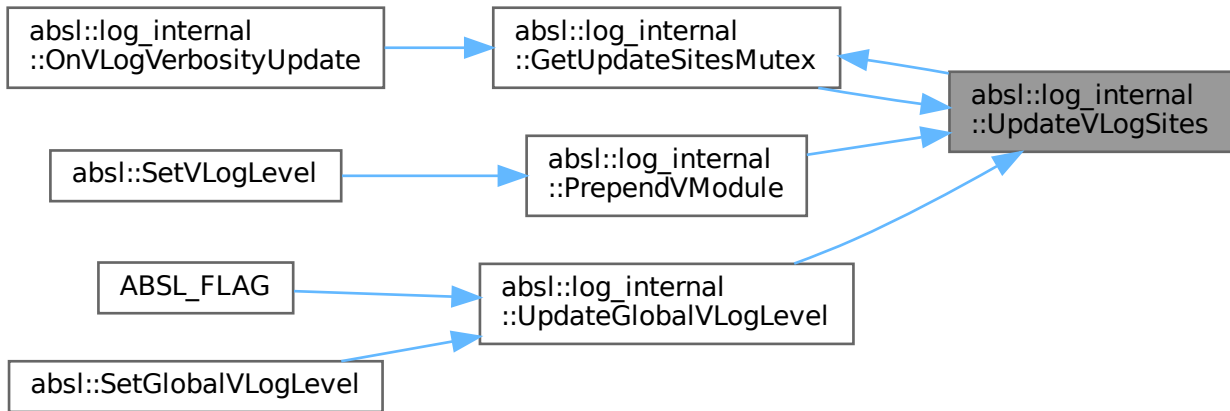 absl::log_internal
::OnVLogVerbosityUpdate
absl::log_internal
::GetUpdateSitesMutex
absl::log_internal
::UpdateVLogSites
absl::SetVLogLevel
absl::log_internal
::PrependVModule
ABSL_FLAG
absl::log_internal
::UpdateGlobalVLogLevel
absl::SetGlobalVLogLevel